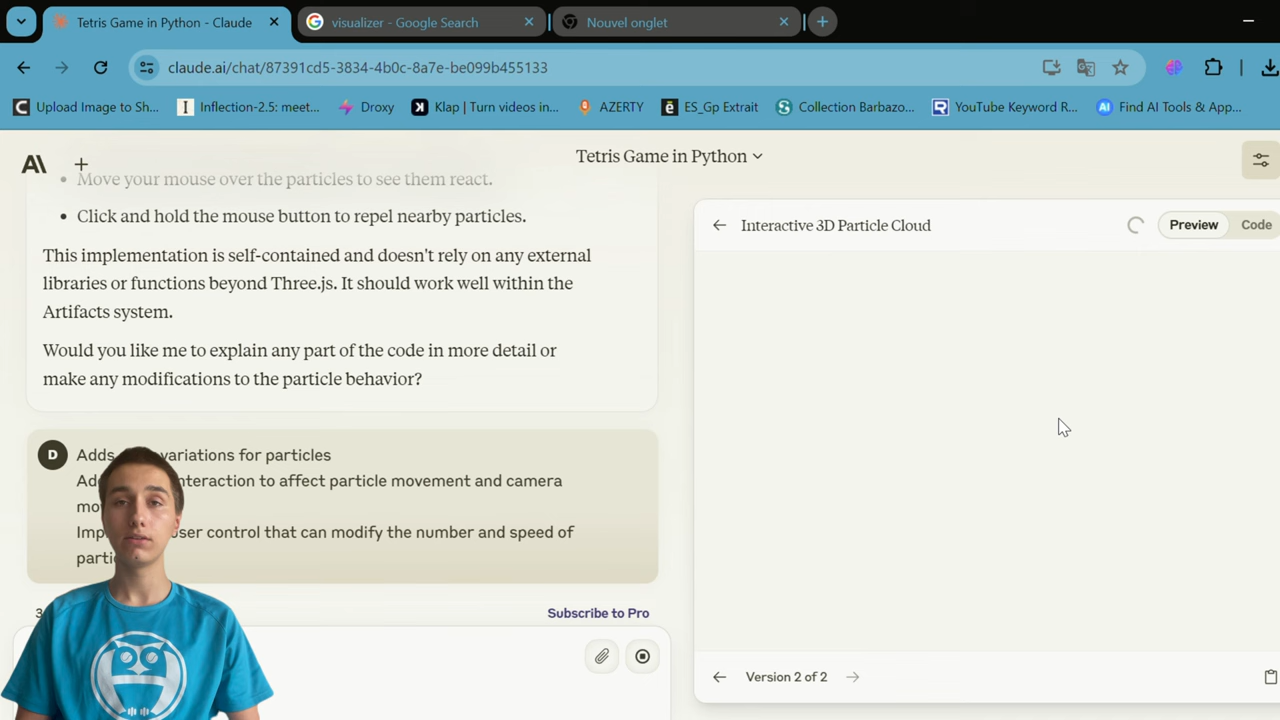 Tetris Game in Python - Claude
visualizer - Google Search
Nouvel onglet
claude.ai/chat/87391cd5-3834-4b0c-8a7e-be099b455133
Upload Image to Sh...
Inflection-2.5: meet...
Droxy
Klap | Turn videos in...
AZERTY
ES_Gp Extrait
Collection Barbazo...
YouTube Keyword R...
Find AI Tools & App...
Tetris Game in Python
• Move your mouse over the particles to see them react.
• Click and hold the mouse button to repel nearby particles.
This implementation is self-contained and doesn't rely on any external
libraries or functions beyond Three.js. It should work well within the
Artifacts system.
Would you like me to explain any part of the code in more detail or
make any modifications to the particle behavior?
D
Adds variations for particles
interaction to affect particle movement and camera
user control that can modify the number and speed of
3
Subscribe to Pro
Interactive 3D Particle Cloud
Preview
Code
Version 2 of 2